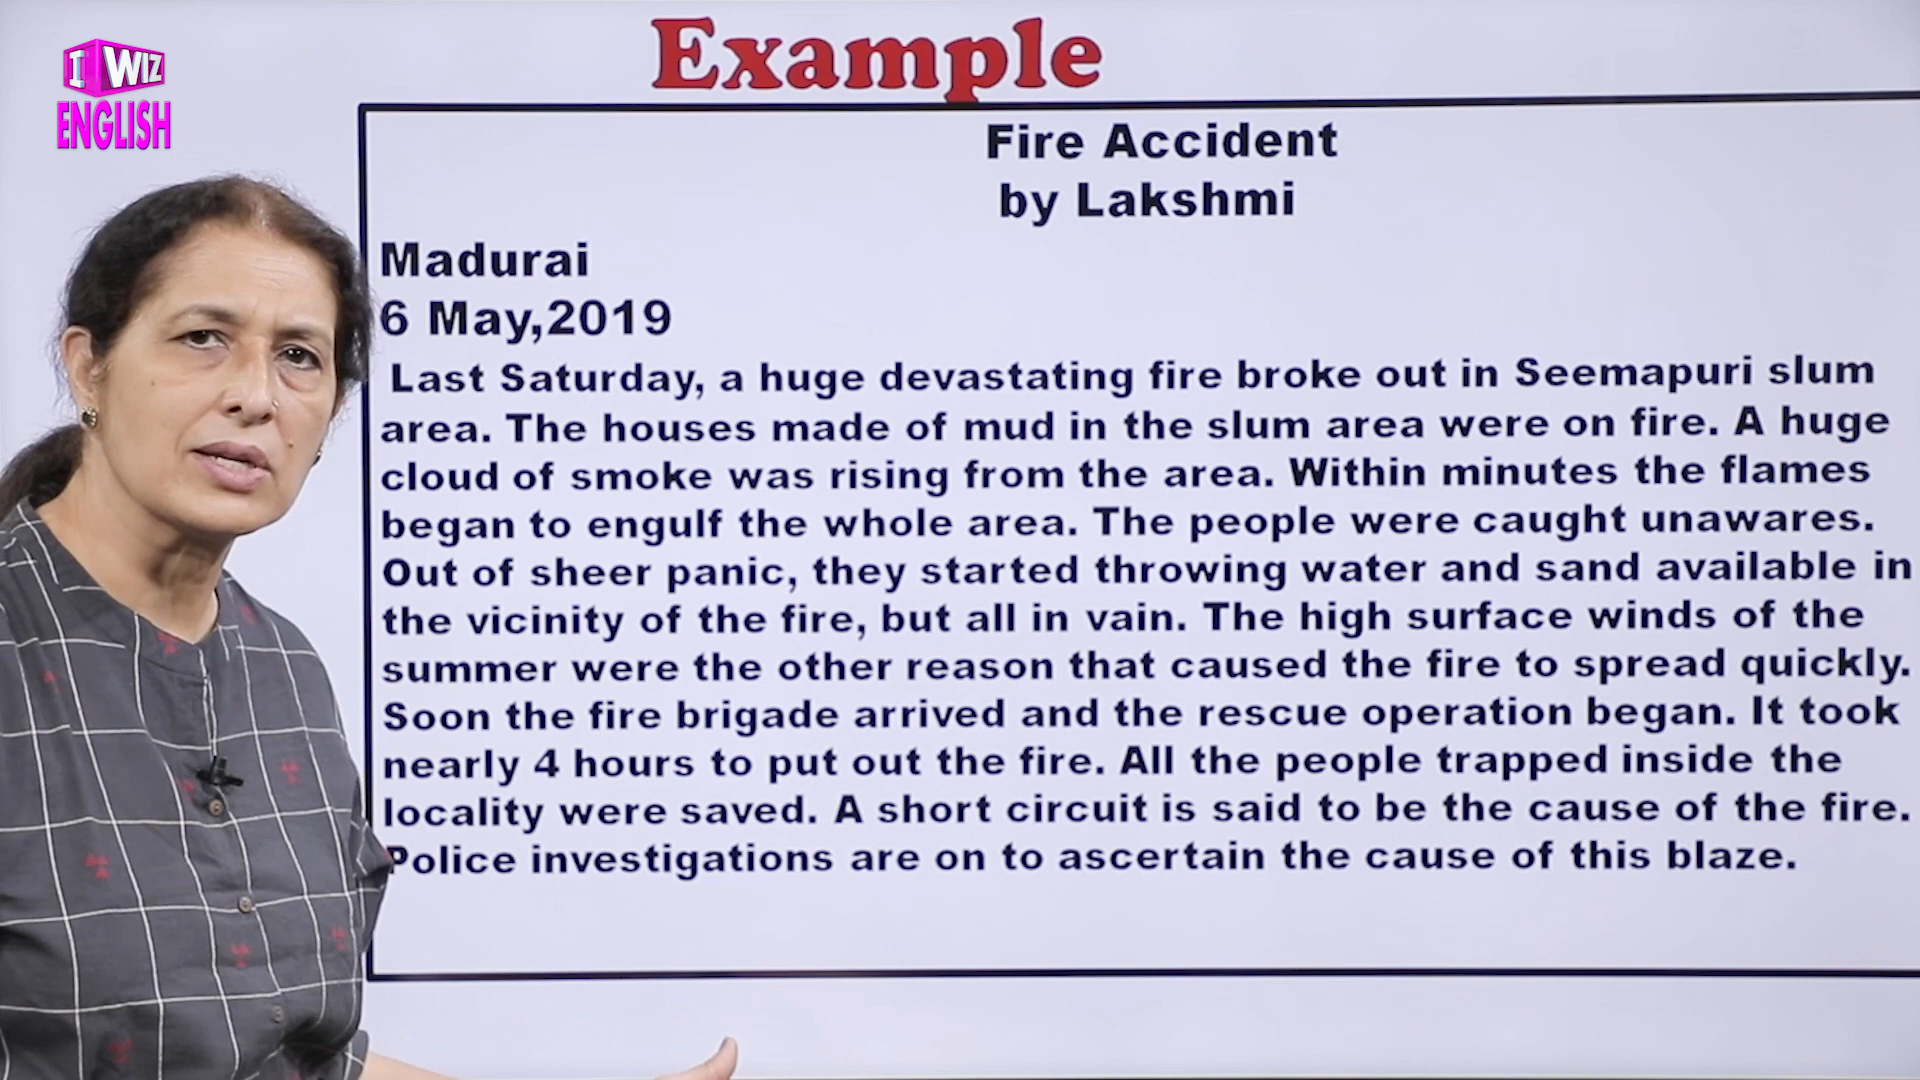 I WIZ
ENGLISH
Example
Fire Accident
by Lakshmi
Madurai
6 May,2019
Last Saturday, a huge devastating fire broke out in Seemapuri slum
area. The houses made of mud in the slum area were on fire. A huge
cloud of smoke was rising from the area. Within minutes the flames
began to engulf the whole area. The people were caught unawares.
Out of sheer panic, they started throwing water and sand available in
the vicinity of the fire, but all in vain. The high surface winds of the
summer were the other reason that caused the fire to spread quickly.
Soon the fire brigade arrived and the rescue operation began. It took
nearly 4 hours to put out the fire. All the people trapped inside the
locality were saved. A short circuit is said to be the cause of the fire.
Police investigations are on to ascertain the cause of this blaze.